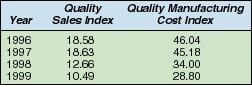 Quality Quality Manufacturing
Year Sales Index Cost Index
1996 18.58 46.04
1997 18.63 45.18
1998 12.66 34.00
1999 10.49 28.80